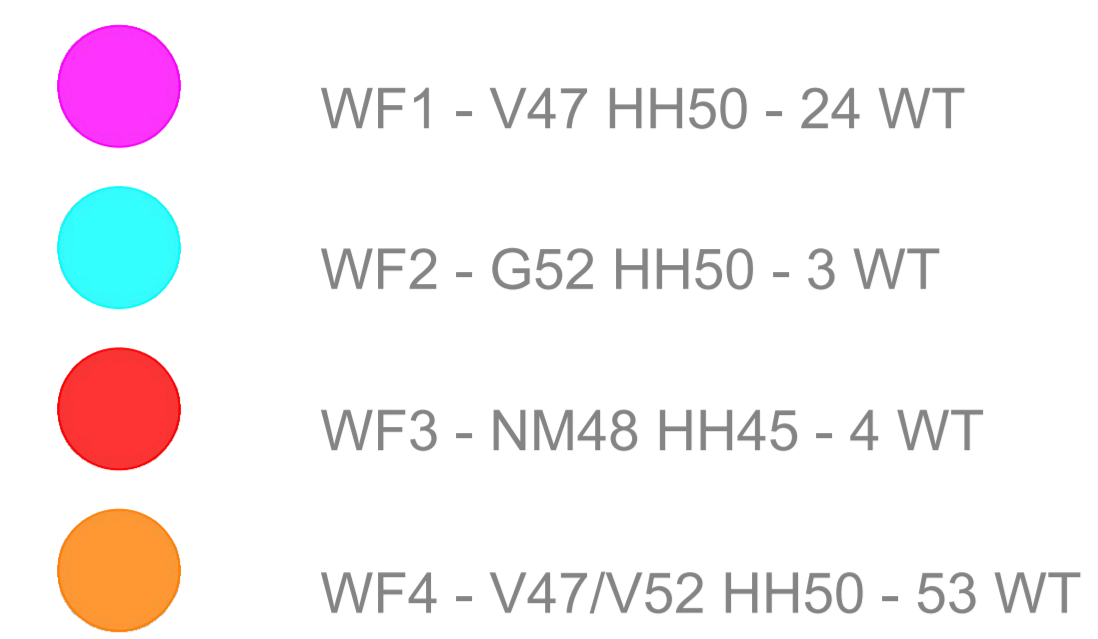 WF1 - V47 HH50 - 24 WT
WF2 - G52 HH50 - 3 WT
WF3 - NM48 HH45 - 4 WT
WF4 - V47/V52 HH50 - 53 WT